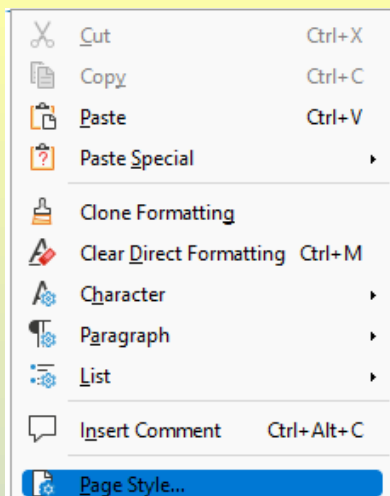 Cut Ctrl+X
Copy Ctrl+C
Paste Ctrl+V
Paste Special
Clone Formatting
Clear Direct Formatting Ctrl+M
Character
Paragraph
List
Insert Comment Ctrl+Alt+C
Page Style...